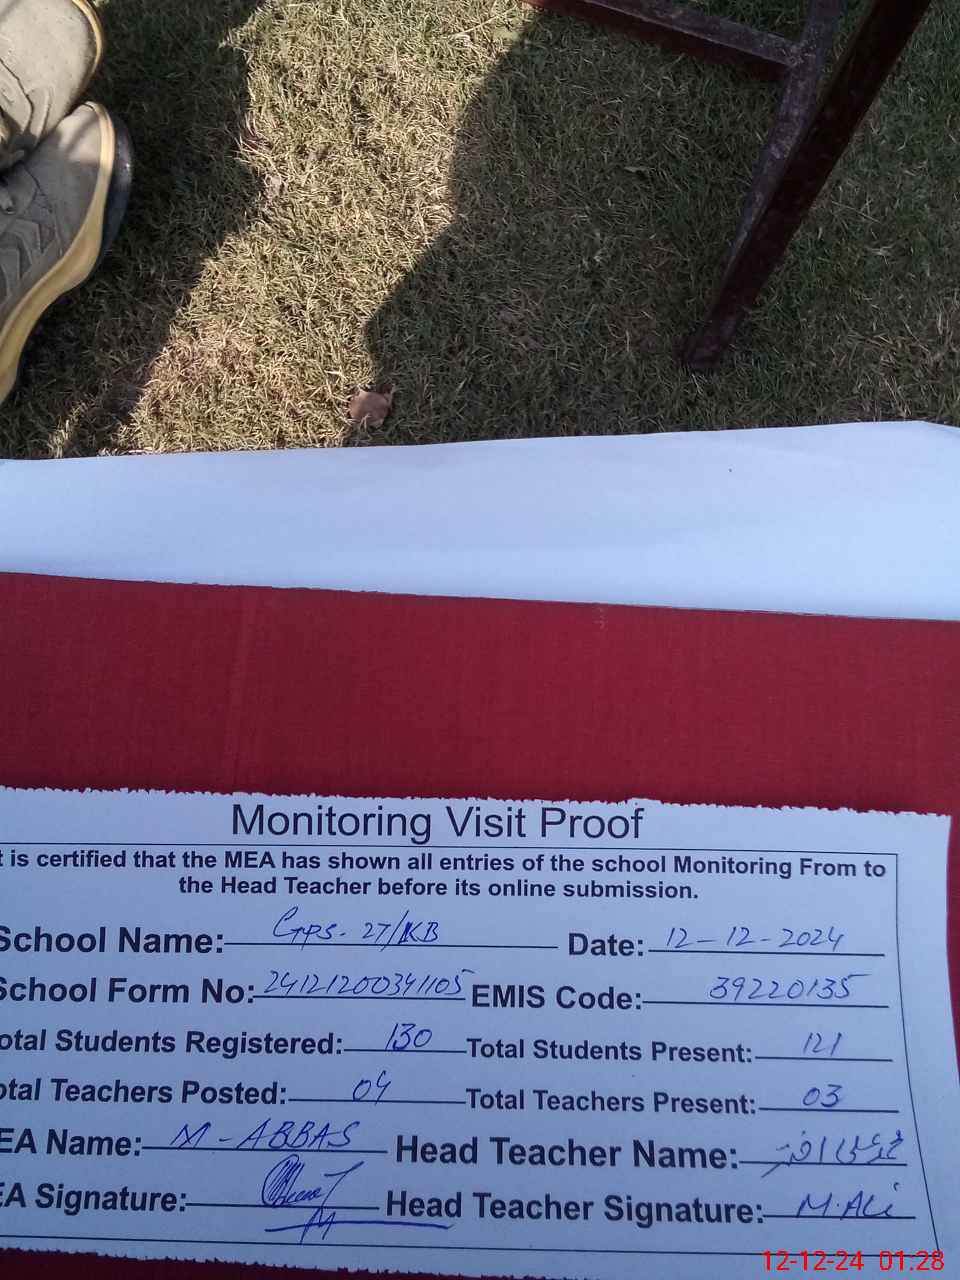 Monitoring Visit Proof
t is certified that the MEA has shown all entries of the school Monitoring From to
the Head Teacher before its online submission.
School Name: GPS. 27/KB Date: 12-12-2024
School Form No: 24121200341105 EMIS Code: 39220135
otal Students Registered: 130 Total Students Present: 121
otal Teachers Posted: 04 Total Teachers Present: 03
EA Name: M-ABBAS Head Teacher Name:
EA Signature: Head Teacher Signature: M.ALi
12-12-24 01:28